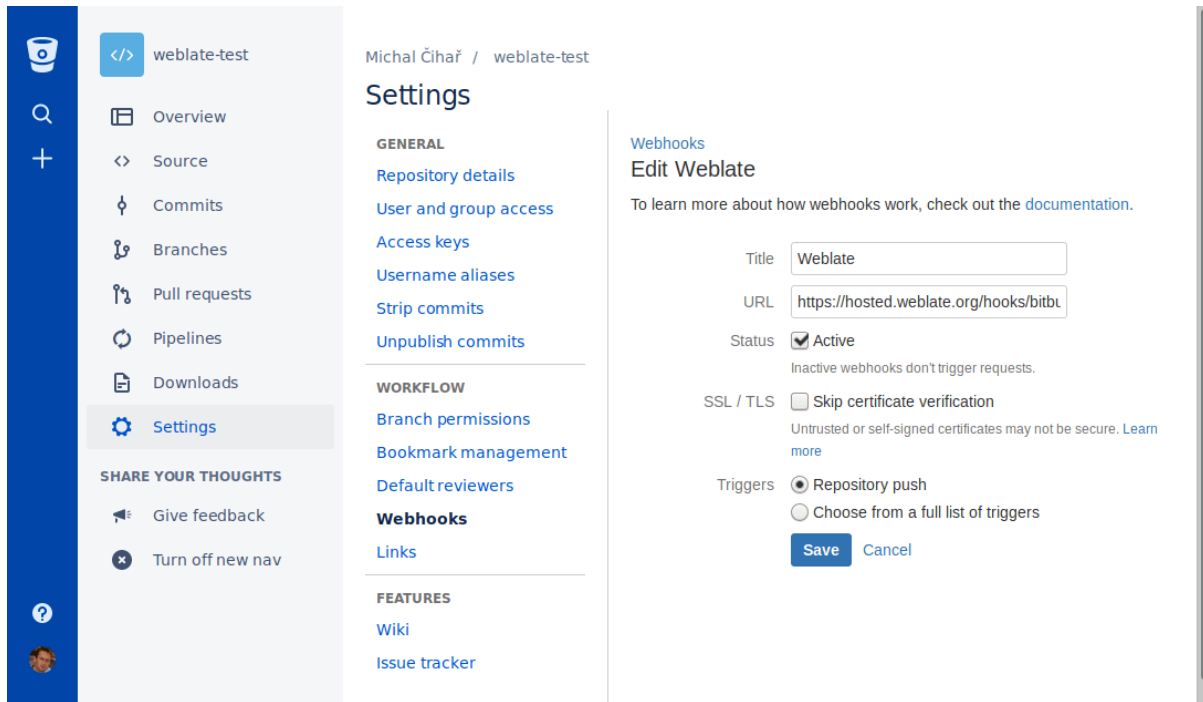 weblate-test
Overview
Source
Commits
Branches
Pull requests
Pipelines
Downloads
Settings
SHARE YOUR THOUGHTS
Give feedback
Turn off new nav
Michal Čihař / weblate-test
Settings
GENERAL
Repository details
User and group access
Access keys
Username aliases
Strip commits
Unpublish commits
WORKFLOW
Branch permissions
Bookmark management
Default reviewers
Webhooks
Links
FEATURES
Wiki
Issue tracker
Webhooks
Edit Weblate
To learn more about how webhooks work, check out the documentation.
Title Weblate
URL https://hosted.weblate.org/hooks/bitbu
Status Active
Inactive webhooks don't trigger requests.
SSL / TLS Skip certificate verification
Untrusted or self-signed certificates may not be secure. Learn
more
Triggers Repository push
Choose from a full list of triggers
Save Cancel